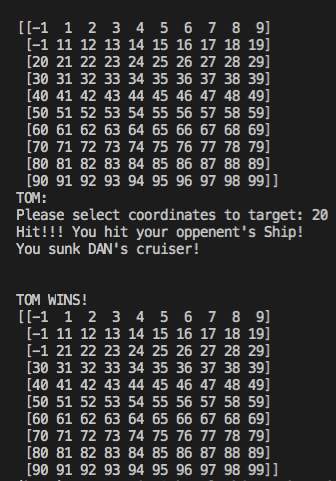 [[-1  1  2  3  4  5  6  7  8  9]
 [-1 11 12 13 14 15 16 17 18 19]
 [20 21 22 23 24 25 26 27 28 29]
 [30 31 32 33 34 35 36 37 38 39]
 [40 41 42 43 44 45 46 47 48 49]
 [50 51 52 53 54 55 56 57 58 59]
 [60 61 62 63 64 65 66 67 68 69]
 [70 71 72 73 74 75 76 77 78 79]
 [80 81 82 83 84 85 86 87 88 89]
 [90 91 92 93 94 95 96 97 98 99]]
TOM:
Please select coordinates to target: 20
Hit!!! You hit your oppenent's Ship!
You sunk DAN's cruiser!
TOM WINS!
[[-1  1  2  3  4  5  6  7  8  9]
 [-1 11 12 13 14 15 16 17 18 19]
 [-1 21 22 23 24 25 26 27 28 29]
 [30 31 32 33 34 35 36 37 38 39]
 [40 41 42 43 44 45 46 47 48 49]
 [50 51 52 53 54 55 56 57 58 59]
 [60 61 62 63 64 65 66 67 68 69]
 [70 71 72 73 74 75 76 77 78 79]
 [80 81 82 83 84 85 86 87 88 89]
 [90 91 92 93 94 95 96 97 98 99]]